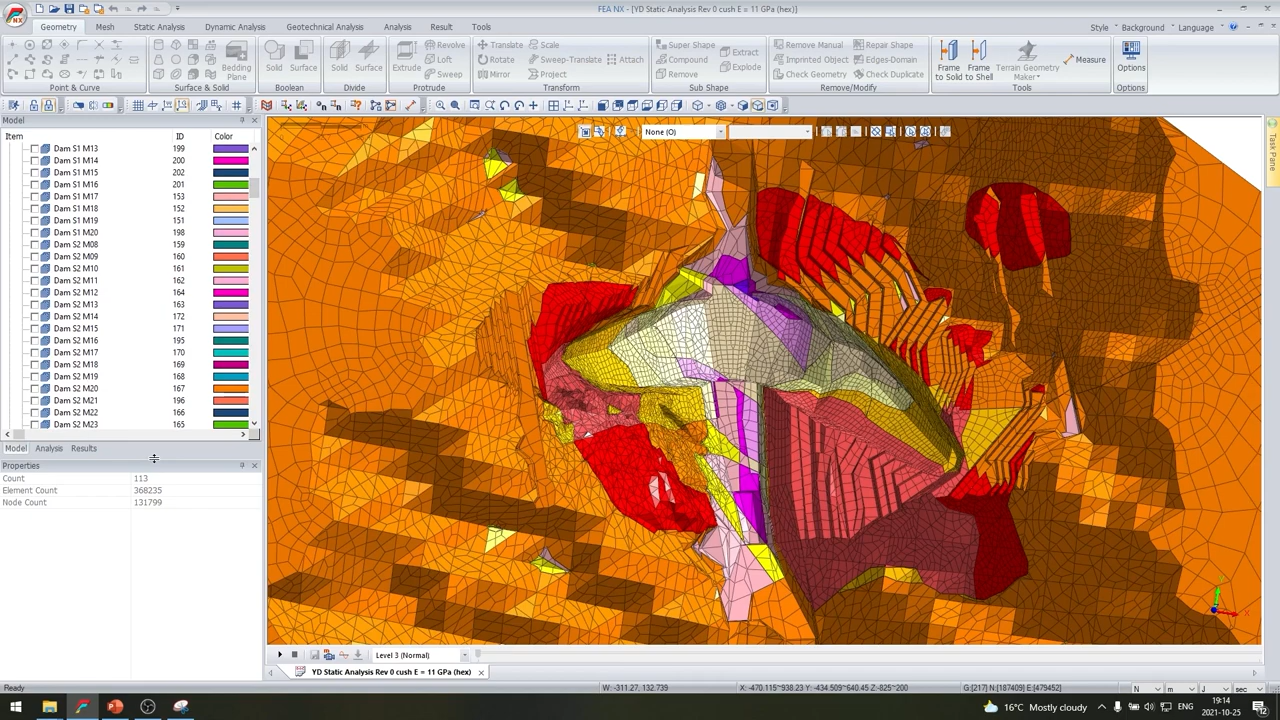 FEA NX - [YD Static Analysis Rev 0 cush E = 11 GPa (hex)]
Geometry Mesh Static Analysis Dynamic Analysis Geotechnical Analysis Analysis Result Tools Style Background Language
Bedding Plane
Solid Surface
Solid Surface
Extrude
Revolve
Loft
Sweep
Translate Scale
Rotate Sweep-Translate Attach
Mirror Project
Super Shape Extract
Compound Explode
Remove
Remove Manual Repair Shape
Imprinted Object Edges-Domain
Check Geometry Check Duplicate
Frame to Solid
Frame to Shell
Terrain Geometry Maker
Measure
Options
Point & Curve Surface & Solid Boolean Divide Protrude Transform Sub Shape Remove/Modify Tools Options
Model
Item ID Color
Dam S1 M13 199
Dam S1 M14 200
Dam S1 M15 202
Dam S1 M16 201
Dam S1 M17 153
Dam S1 M18 152
Dam S1 M19 151
Dam S1 M20 198
Dam S2 M08 159
Dam S2 M09 160
Dam S2 M10 161
Dam S2 M11 162
Dam S2 M12 164
Dam S2 M13 163
Dam S2 M14 172
Dam S2 M15 171
Dam S2 M16 195
Dam S2 M17 170
Dam S2 M18 169
Dam S2 M19 168
Dam S2 M20 167
Dam S2 M21 196
Dam S2 M22 166
Dam S2 M23 165
Model Analysis Results
Properties
Count 113
Element Count 368235
Node Count 131799
None (O)
Task Pane
Y
X
Level 3 (Normal)
YD Static Analysis Rev 0 cush E = 11 GPa (hex)
Ready
W: -311.27, 132.739
X: -470.115~938.23 Y: -434.509~640.45 Z:-825~200
G:[217] N:[187409] E:[479452]
N m J sec
16°C Mostly cloudy
ENG
19:14
2021-10-25